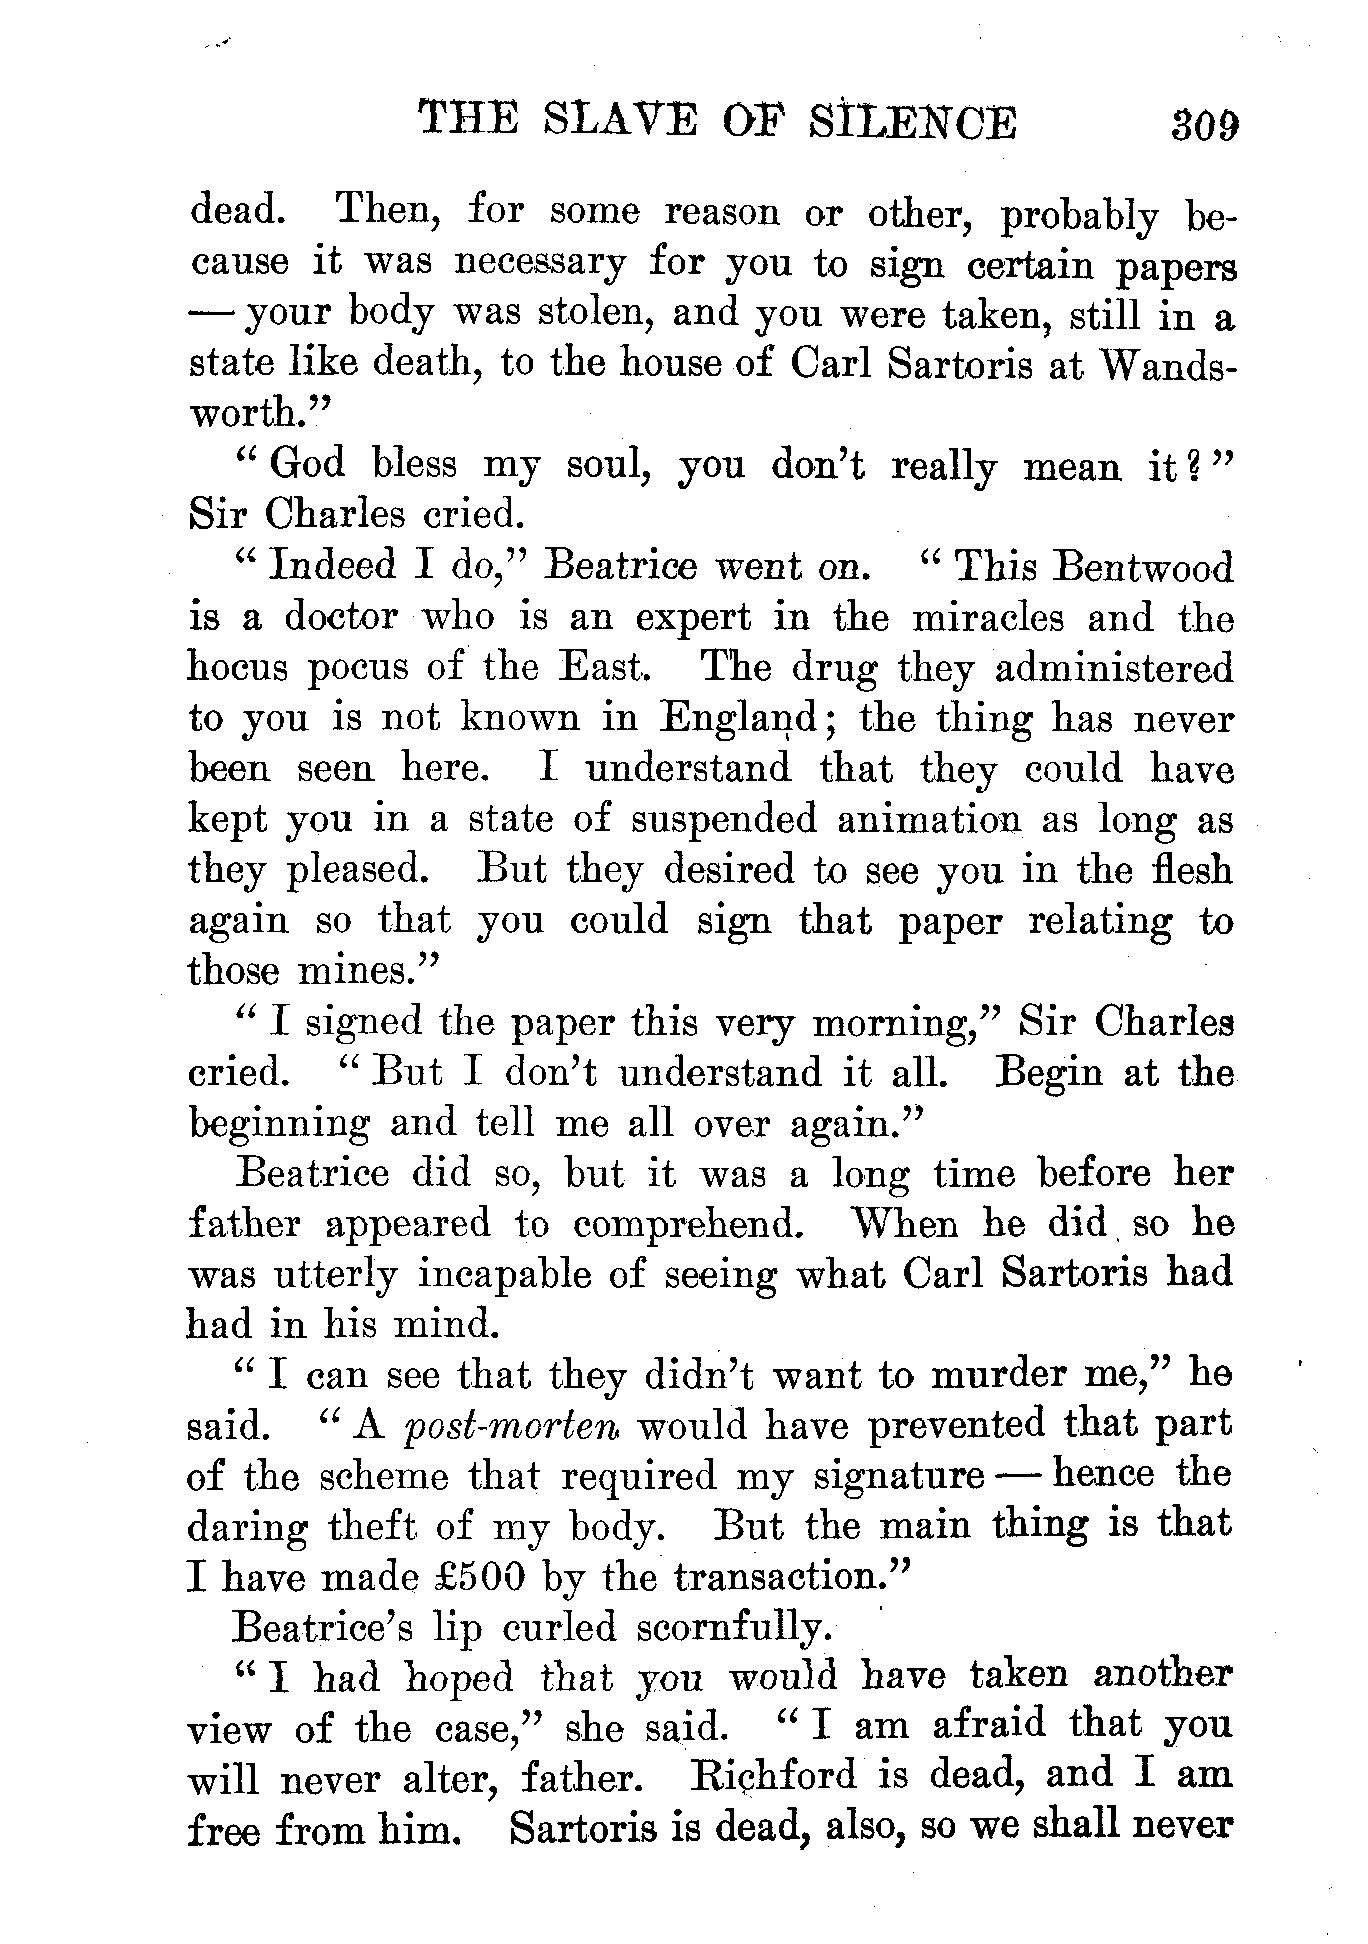 THE SLAVE OF SILENCE 309
dead. Then, for some reason or other, probably be-
cause it was necessary for you to sign certain papers
— your body was stolen, and you were taken, still in a
state like death, to the house of Carl Sartoris at Wands-
worth.”
“ God bless my soul, you don’t really mean it? ”
Sir Charles cried.
“ Indeed I do,” Beatrice went on. “ This Bentwood
is a doctor who is an expert in the miracles and the
hocus pocus of the East. The drug they administered
to you is not known in England; the thing has never
been seen here. I understand that they could have
kept you in a state of suspended animation as long as
they pleased. But they desired to see you in the flesh
again so that you could sign that paper relating to
those mines.”
“ I signed the paper this very morning,” Sir Charles
cried. “ But I don’t understand it all. Begin at the
beginning and tell me all over again.”
Beatrice did so, but it was a long time before her
father appeared to comprehend. When he did so he
was utterly incapable of seeing what Carl Sartoris had
had in his mind.
“ I can see that they didn’t want to murder me,” he
said. “ A post-morten would have prevented that part
of the scheme that required my signature — hence the
daring theft of my body. But the main thing is that
I have made £500 by the transaction.”
Beatrice’s lip curled scornfully.
“ I had hoped that you would have taken another
view of the case,” she said. “ I am afraid that you
will never alter, father. Richford is dead, and I am
free from him. Sartoris is dead, also, so we shall never